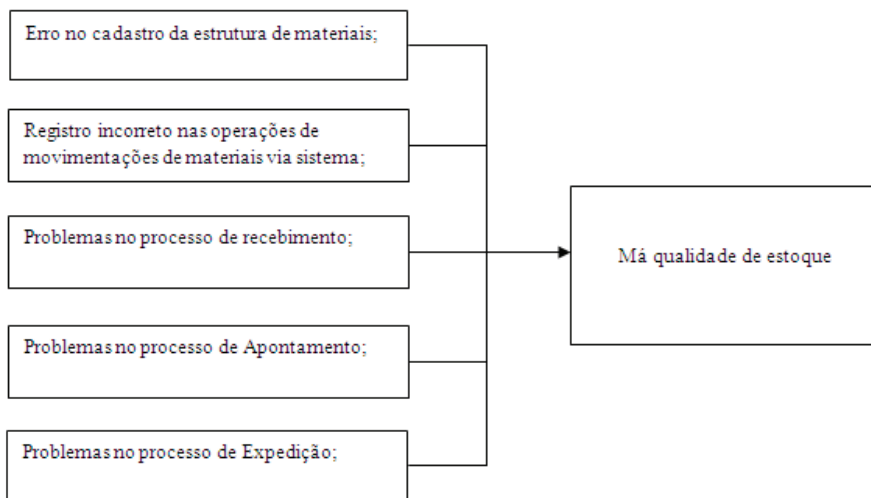 Erro no cadastro da estrutura de materiais;
Registro incorreto nas operações de
movimentações de materiais via sistema;
Problemas no processo de recebimento;
Má qualidade de estoque
Problemas no processo de Apontamento;
Problemas no processo de Expedição;